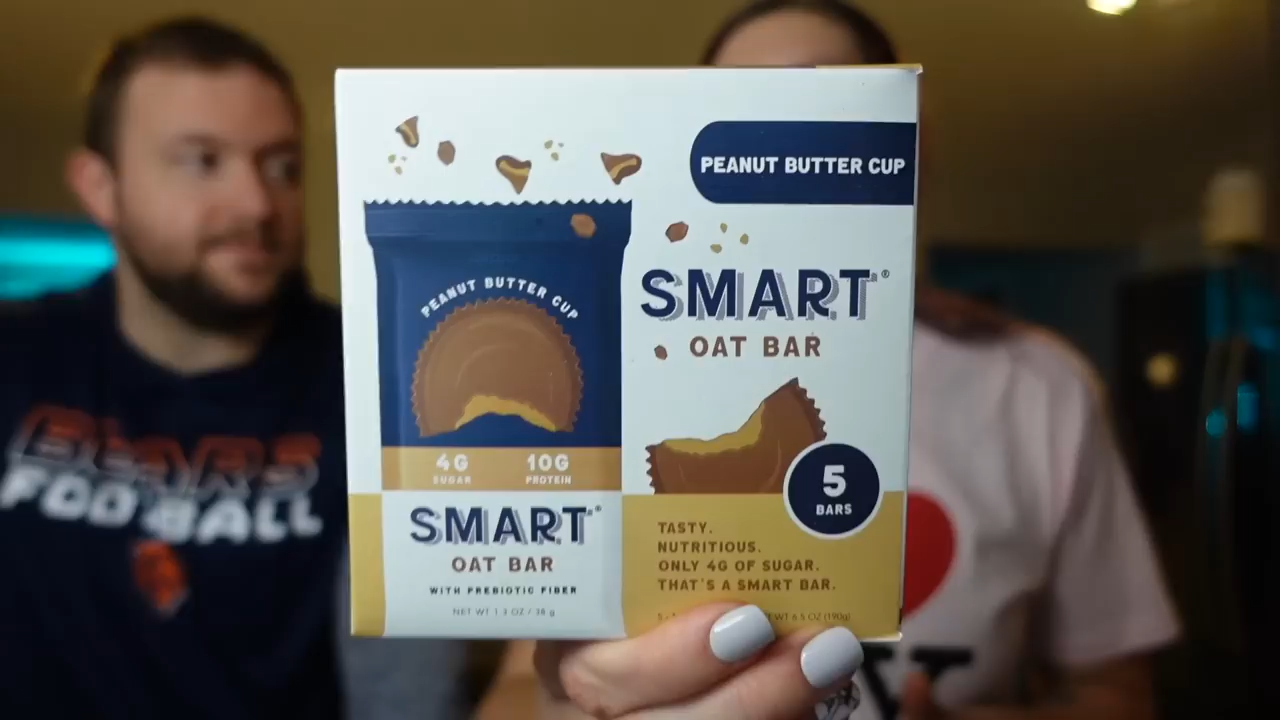 PEANUT BUTTER CUP
PEANUT BUTTER CUP
SMART®
OAT BAR
4G
SUGAR
10G
PROTEIN
5
BARS
SMART®
OAT BAR
WITH PREBIOTIC FIBER
NET WT 1.3 OZ / 38 g
TASTY.
NUTRITIOUS.
ONLY 4G OF SUGAR.
THAT'S A SMART BAR.
WT 6.5 OZ (190g)
BEARS
FOOTBALL